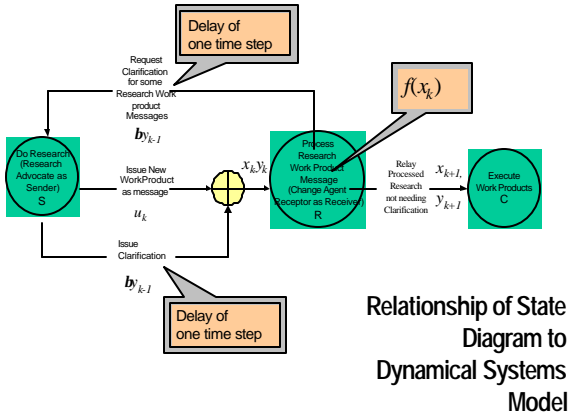 Delay of
one time step
Request
Clarification
for some
Research Work
product
Messages
by_{k-1}
f(x_k)
Do Research
(Research
Advocate as
Sender)
S
Issue New
WorkProduct
as message
u_k
x_k y_k
Process
Research
Work Product
Message
(Change Agent
Receptor as Receiver)
R
Relay
Processed
Research
not needing
Clarification
x_{k+1,}
y_{k+1}
Execute
Work Products
C
Issue
Clarification
by_{k-1}
Delay of
one time step
Relationship of State
Diagram to
Dynamical Systems
Model